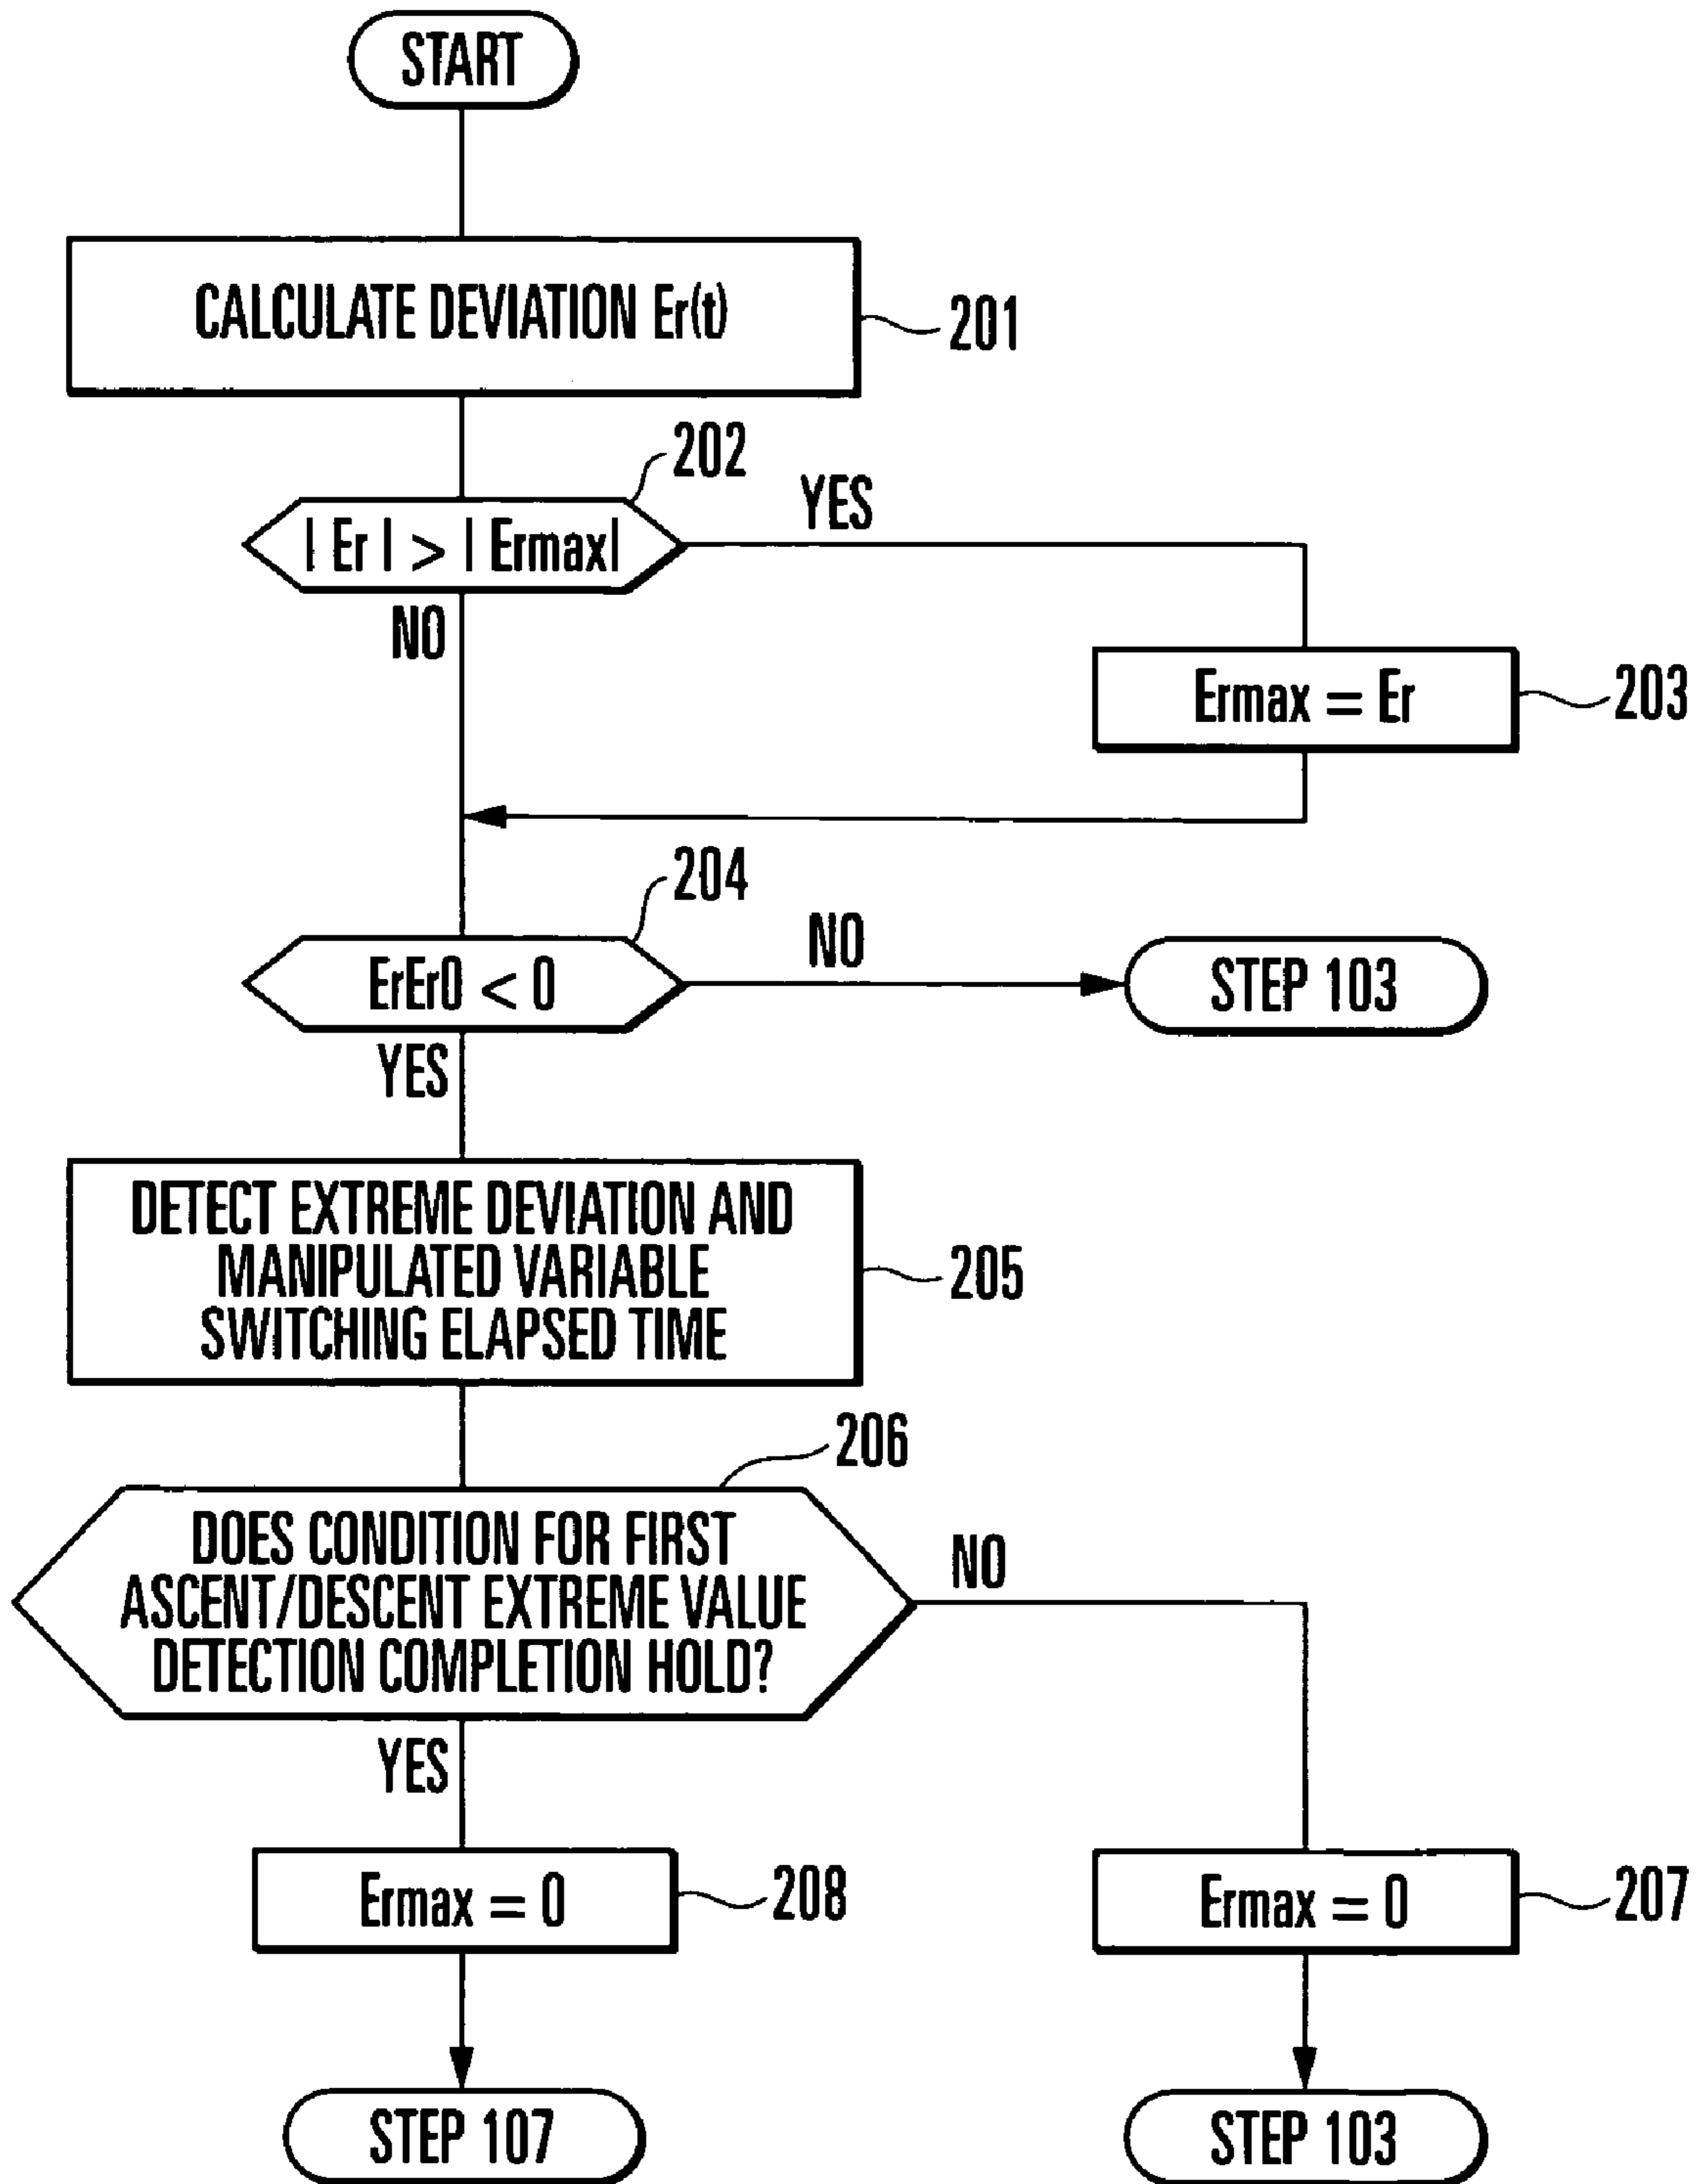 START
CALCULATE DEVIATION Er(t)
201
202
| Er | > | Ermax|
YES
NO
Ermax = Er
203
204
ErEr0 < 0
NO
STEP 103
YES
DETECT EXTREME DEVIATION AND
MANIPULATED VARIABLE
SWITCHING ELAPSED TIME
205
206
DOES CONDITION FOR FIRST
ASCENT/DESCENT EXTREME VALUE
DETECTION COMPLETION HOLD?
NO
YES
Ermax = 0
208
Ermax = 0
207
STEP 107
STEP 103